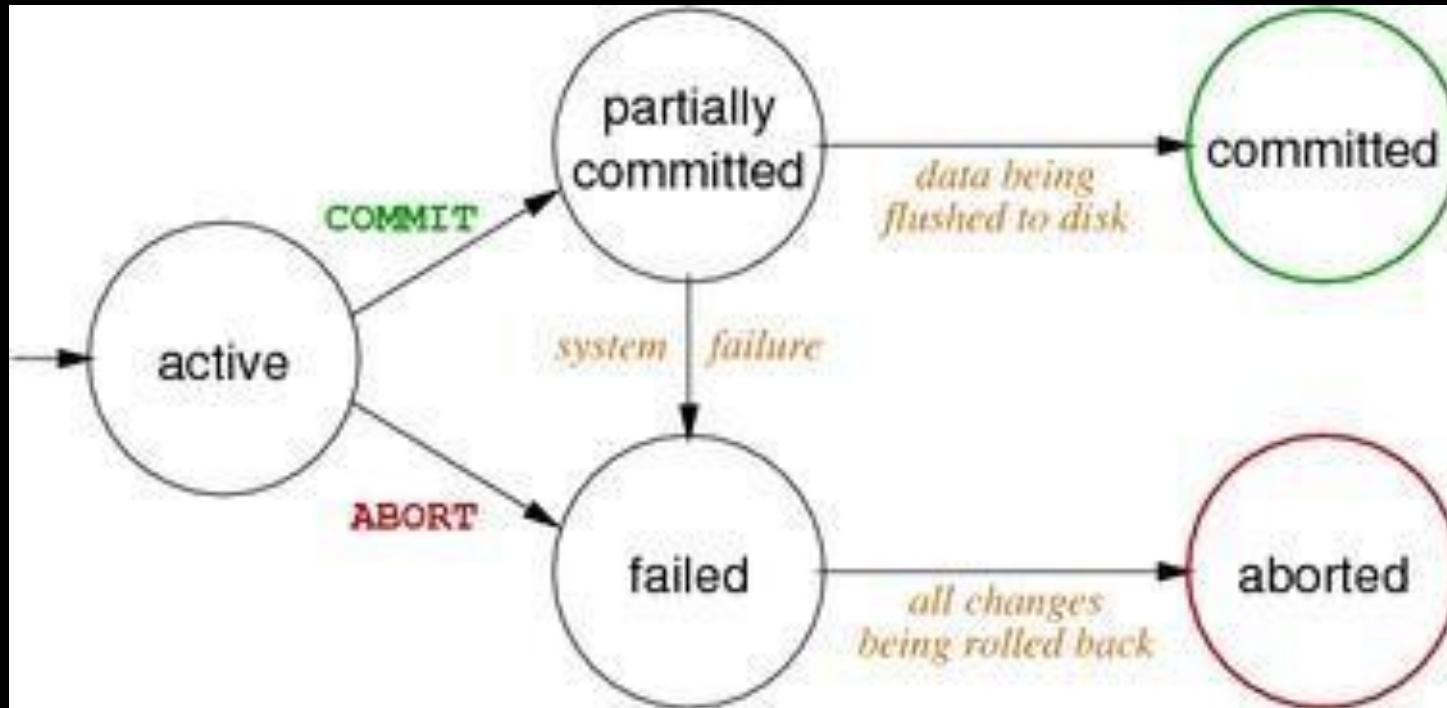 partially
committed
committed
data being
flushed to disk
COMMIT
active
system failure
ABORT
failed
aborted
all changes
being rolled back